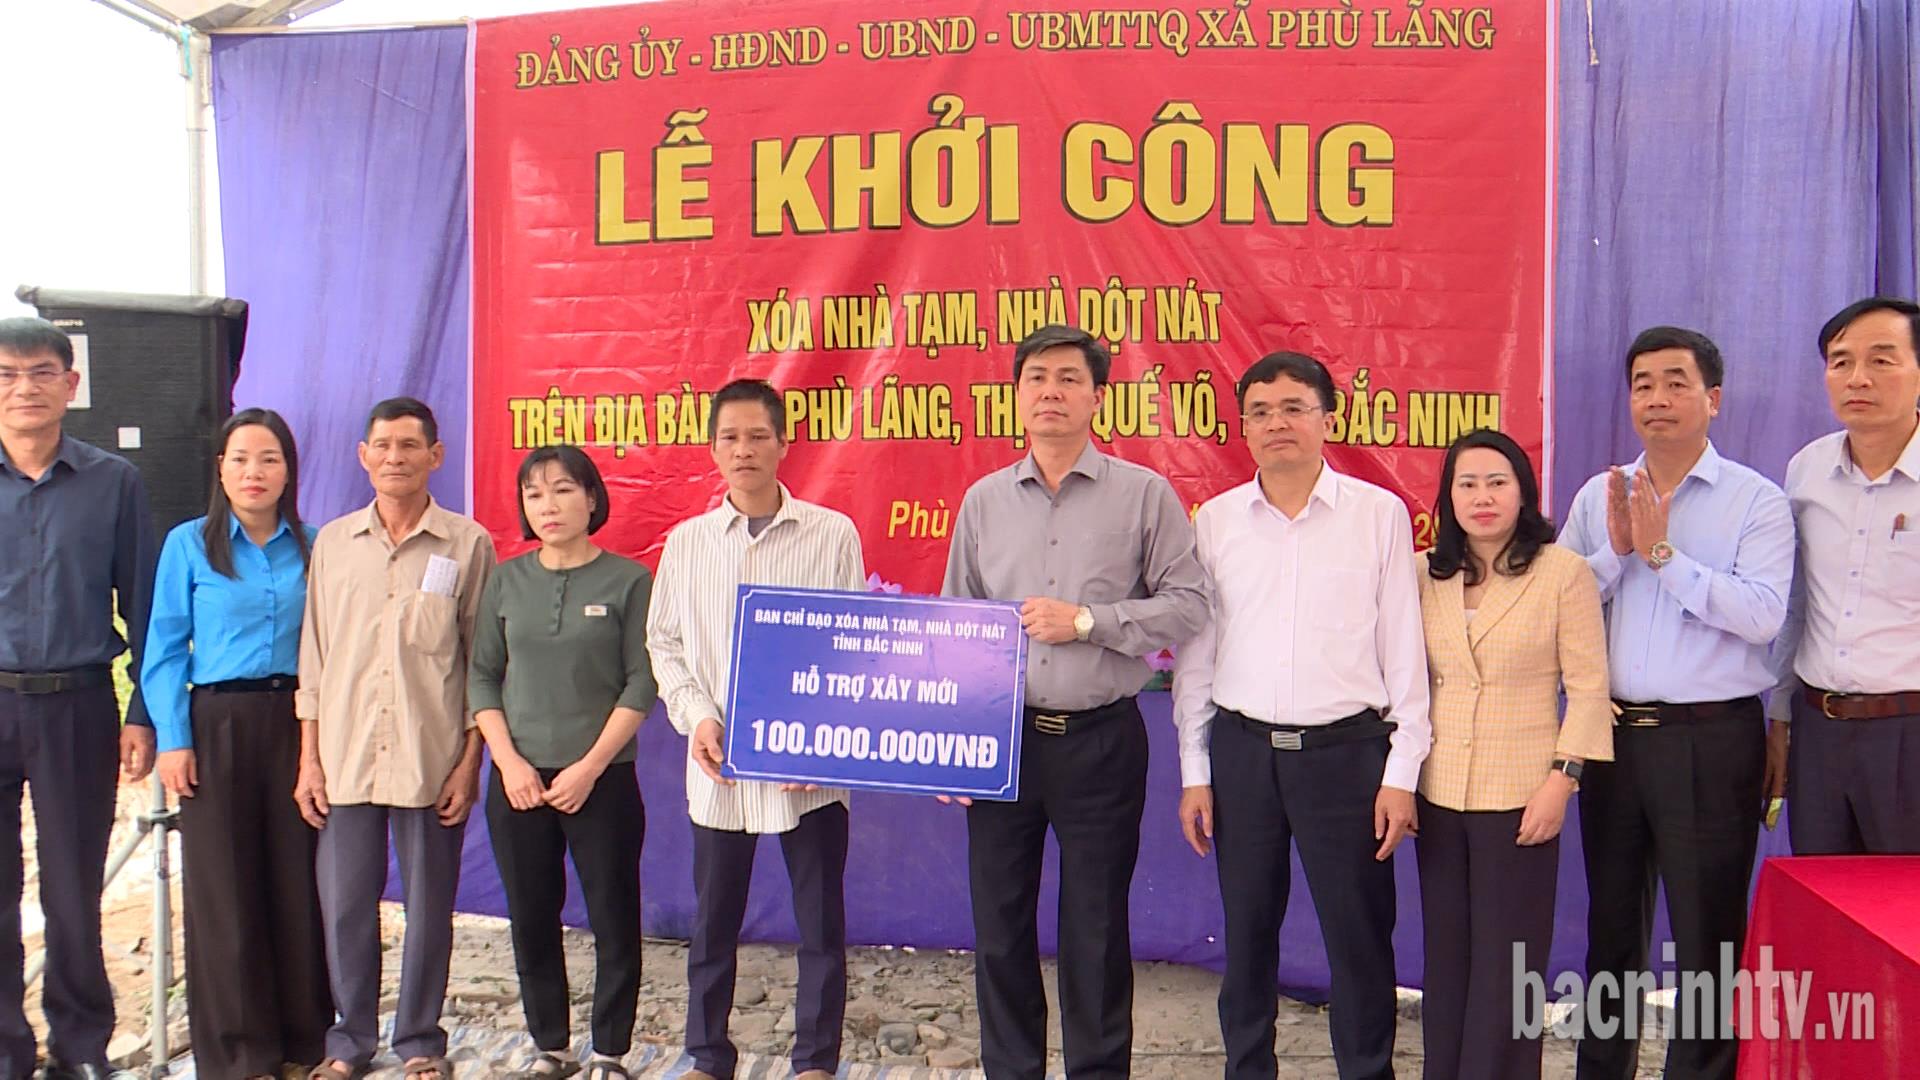 ĐẢNG ỦY - HĐND - UBND - UBMTTQ XÃ PHÙ LÃNG
LỄ KHỞI CÔNG
XÓA NHÀ TẠM, NHÀ DỘT NÁT
TRÊN ĐỊA BÀN PHÙ LÃNG, QUẾ VÕ, BẮC NINH
Phù
BAN CHỈ ĐẠO XÓA NHÀ TẠM, NHÀ DỘT NÁT
TỈNH BẮC NINH
HỖ TRỢ XÂY MỚI
100.000.000VNĐ
bacninhtv.vn